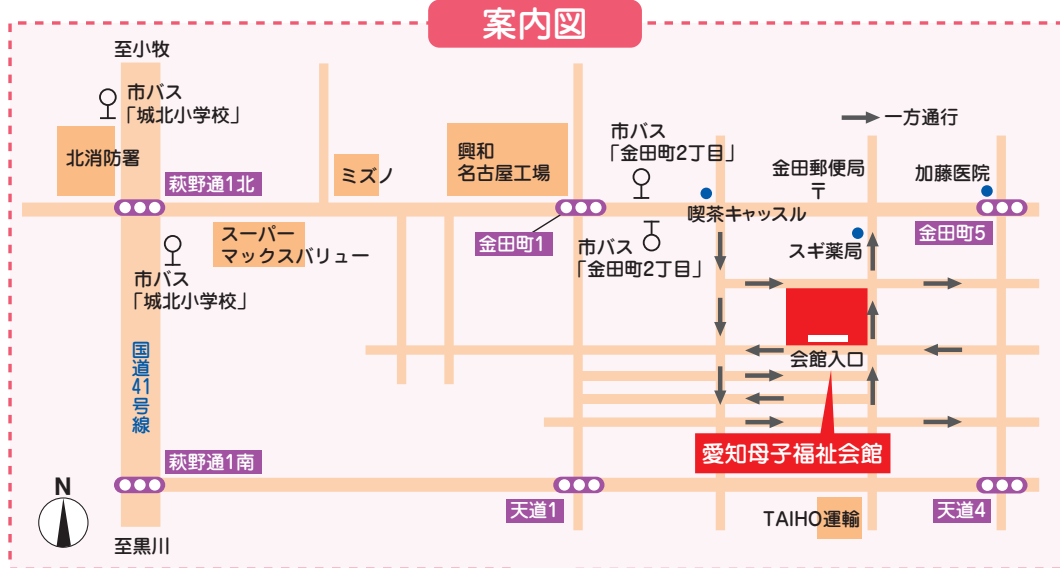 案内図
至小牧
市バス
「城北小学校」
北消防署
萩野通1北
ミズノ
興和
名古屋工場
市バス
「金田町2丁目」
一方通行
金田郵便局
〒
加藤医院
喫茶キャッスル
スーパー
マックスバリュー
金田町1
市バス
「金田町2丁目」
スギ薬局
金田町5
市バス
「城北小学校」
国道41号線
会館入口
愛知母子福祉会館
萩野通1南
天道1
天道4
TAIHO運輸
N
至黒川